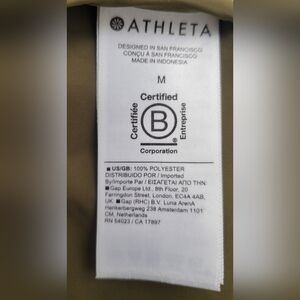 ATHLETA
DESIGNED IN SAN FRANCISCO
CONÇU À SAN FRANCISCO
MADE IN INDONESIA
M
Certified
Certifiée
B
Entreprise
®
Corporation
■ US/GB: 100% POLYESTER
DISTRIBUIDO POR / Imported
By/Importe Par / ΕΙΣΑΓΕΤΑΙ ΑΠΟ ΤΗΝ:
■ Gap Europe Ltd., 8th Floor, 20
Farringdon Street, London, EC4A 4AB,
UK. ■ Gap (RHC) B.V. Luna ArenA
Herikerbergweg 238 Amsterdam 1101
CM, Netherlands
RN 54023 / CA 17897